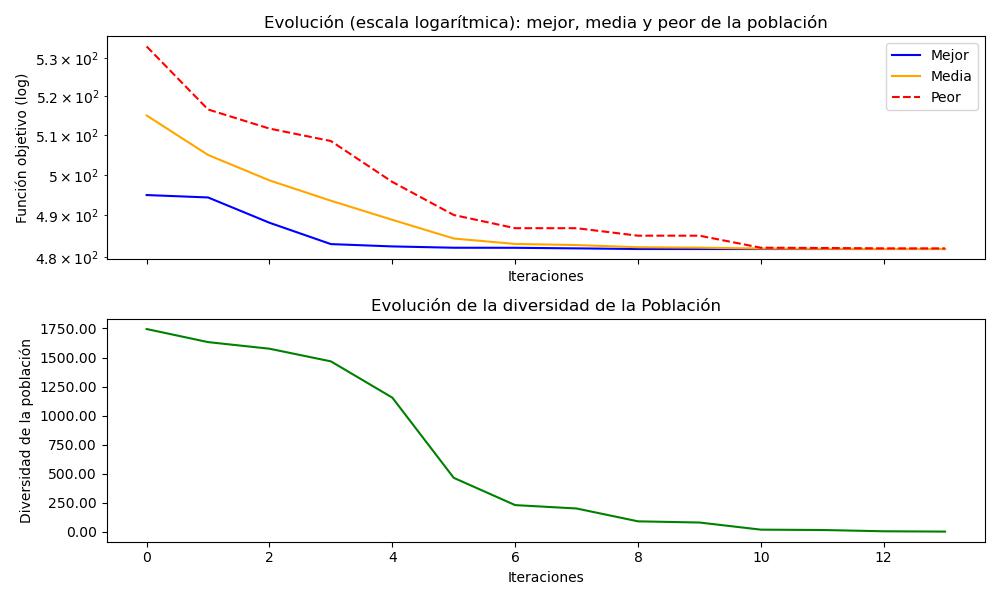 Evolución (escala logarítmica): mejor, media y peor de la población
Función objetivo (log)
5.3 × 10²
5.2 × 10²
5.1 × 10²
5 × 10²
4.9 × 10²
4.8 × 10²
Mejor
Media
Peor
Iteraciones
Evolución de la diversidad de la Población
Diversidad de la población
1750.00
1500.00
1250.00
1000.00
750.00
500.00
250.00
0.00
0 2 4 6 8 10 12
Iteraciones